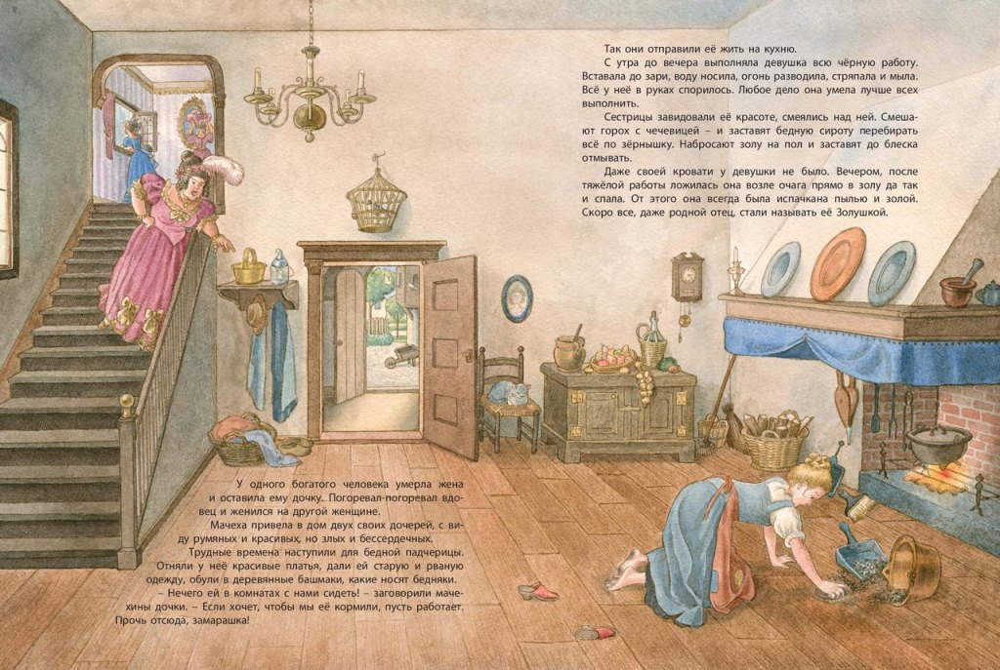 У одного богатого человека умерла жена
и оставила ему дочку. Погоревал-погоревал вдо-
вец и женился на другой женщине.
Мачеха привела в дом двух своих дочерей, с ви-
ду румяных и красивых, но злых и бессердечных.
Трудные времена наступили для бедной падчерицы.
Отняли у неё красивые платья, дали ей старую и рваную
одежду, обули в деревянные башмаки, какие носят бедняки.
– Нечего ей в комнатах с нами сидеть! – заговорили маче-
хины дочки. – Если хочет, чтобы мы её кормили, пусть работает.
Прочь отсюда, замарашка!
Так они отправили её жить на кухню.
С утра до вечера выполняла девушка всю чёрную работу.
Вставала до зари, воду носила, огонь разводила, стряпала и мыла.
Всё у неё в руках спорилось. Любое дело она умела лучше всех
выполнить.
Сестрицы завидовали её красоте, смеялись над ней. Смеша-
ют горох с чечевицей – и заставят бедную сироту перебирать
всё по зёрнышку. Набросают золу на пол и заставят до блеска
отмывать.
Даже своей кровати у девушки не было. Вечером, после
тяжёлой работы ложилась она возле очага прямо в золу да так
и спала. От этого она всегда была испачкана пылью и золой.
Скоро все, даже родной отец, стали называть её Золушкой.